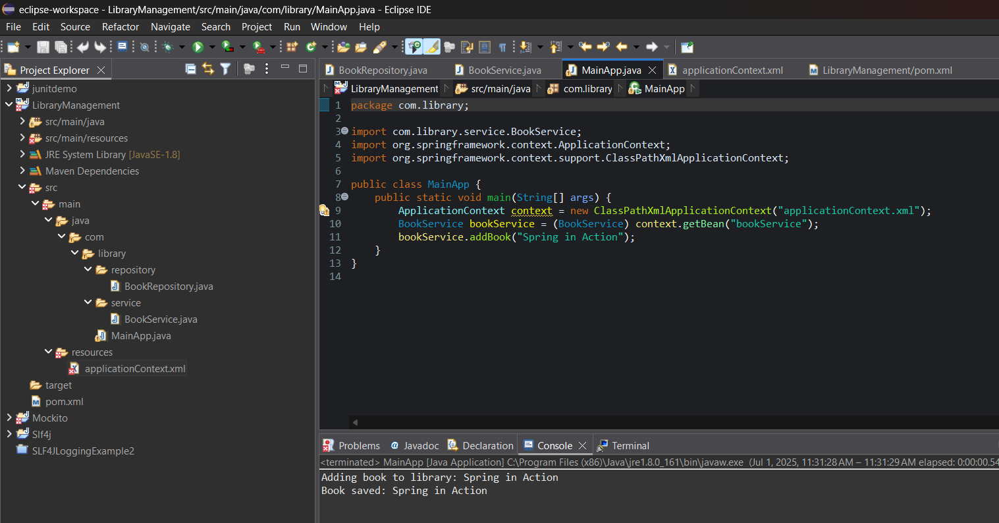 eclipse-workspace - LibraryManagement/src/main/java/com/library/MainApp.java - Eclipse IDE
File Edit Source Refactor Navigate Search Project Run Window Help
Project Explorer
junitdemo
LibraryManagement
src/main/java
src/main/resources
JRE System Library [JavaSE-1.8]
Maven Dependencies
src
main
java
com
library
repository
BookRepository.java
service
BookService.java
MainApp.java
resources
applicationContext.xml
target
pom.xml
Mockito
Slf4j
SLF4JLoggingExample2
BookRepository.java BookService.java MainApp.java applicationContext.xml LibraryManagement/pom.xml
LibraryManagement src/main/java com.library MainApp
1 package com.library;
2
3 import com.library.service.BookService;
4 import org.springframework.context.ApplicationContext;
5 import org.springframework.context.support.ClassPathXmlApplicationContext;
6
7 public class MainApp {
8 public static void main(String[] args) {
9 ApplicationContext context = new ClassPathXmlApplicationContext("applicationContext.xml");
10 BookService bookService = (BookService) context.getBean("bookService");
11 bookService.addBook("Spring in Action");
12 }
13 }
14
Problems @ Javadoc Declaration Console Terminal
<terminated> MainApp [Java Application] C:\Program Files (x86)\Java\jre1.8.0_161\bin\javaw.exe (Jul 1, 2025, 11:31:28 AM – 11:31:29 AM elapsed: 0:00:00.54
Adding book to library: Spring in Action
Book saved: Spring in Action